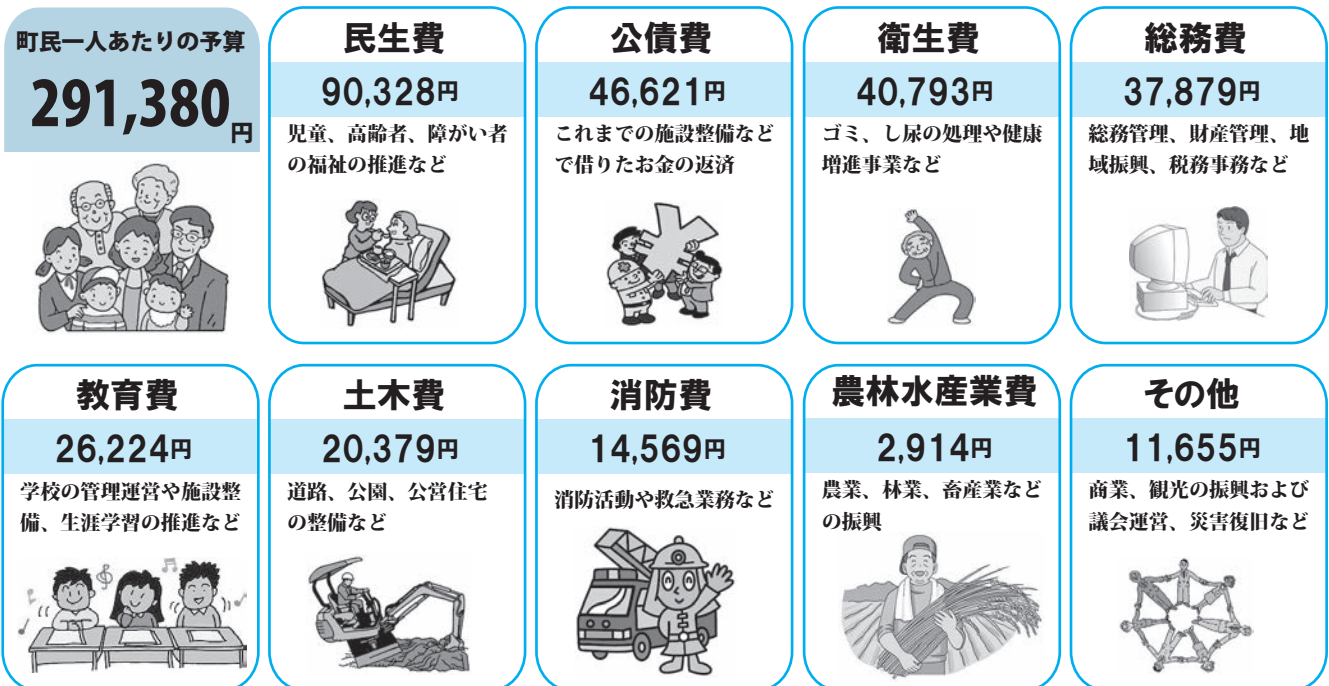 町民一人あたりの予算
291,380円
民生費
90,328円
児童、高齢者、障がい者
の福祉の推進など
公債費
46,621円
これまでの施設整備など
で借りたお金の返済
衛生費
40,793円
ゴミ、し尿の処理や健康
増進事業など
総務費
37,879円
総務管理、財産管理、地
域振興、税務事務など
教育費
26,224円
学校の管理運営や施設整
備、生涯学習の推進など
土木費
20,379円
道路、公園、公営住宅
の整備など
消防費
14,569円
消防活動や救急業務など
農林水産業費
2,914円
農業、林業、畜産業など
の振興
その他
11,655円
商業、観光の振興および
議会運営、災害復旧など